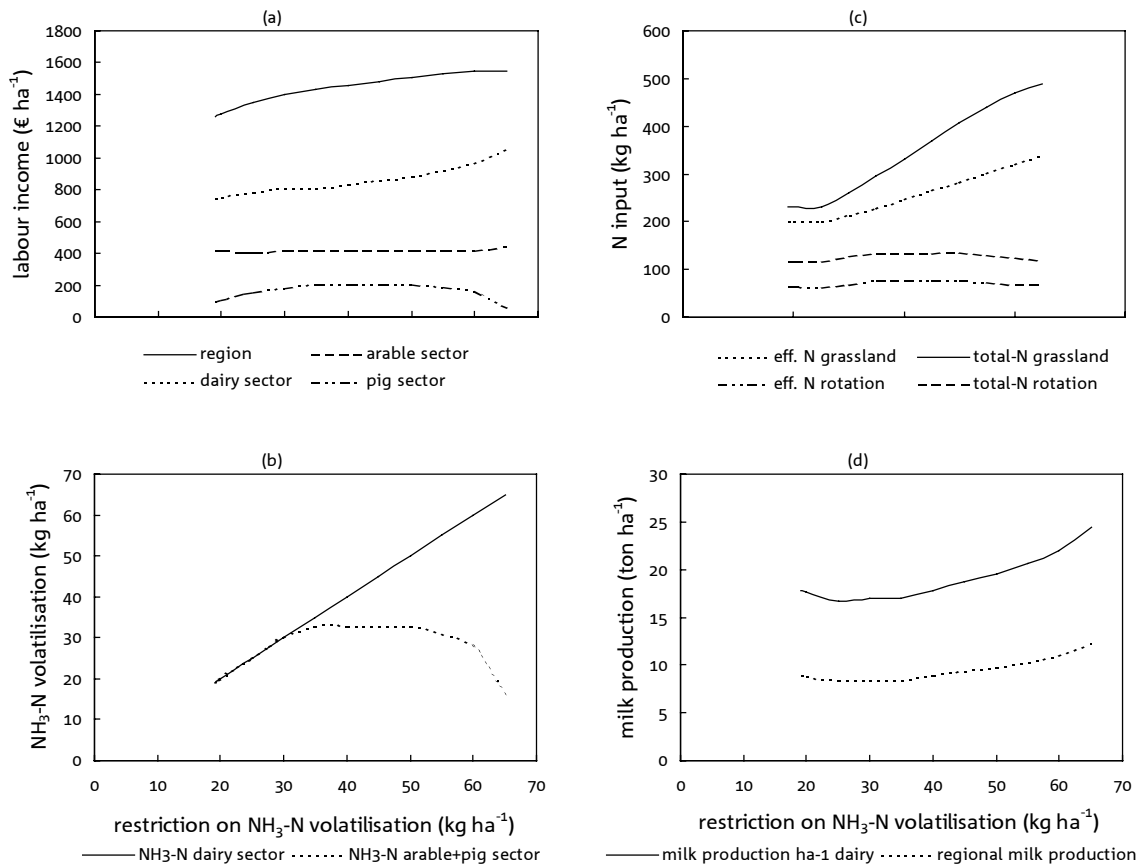 (a)
1800
1600
1400
1200
1000
800
600
400
200
0
labour income (€ ha⁻¹)
region
arable sector
dairy sector
pig sector
(c)
600
500
400
300
200
100
0
N input (kg ha⁻¹)
eff. N grassland
total-N grassland
eff. N rotation
total-N rotation
(b)
70
60
50
40
30
20
10
0
NH₃-N volatilisation (kg ha⁻¹)
0 10 20 30 40 50 60 70
restriction on NH₃-N volatilisation (kg ha⁻¹)
NH3-N dairy sector
NH3-N arable+pig sector
(d)
30
25
20
15
10
5
0
milk production (ton ha⁻¹)
0 10 20 30 40 50 60 70
restriction on NH₃-N volatilisation (kg ha⁻¹)
milk production ha-1 dairy
regional milk production